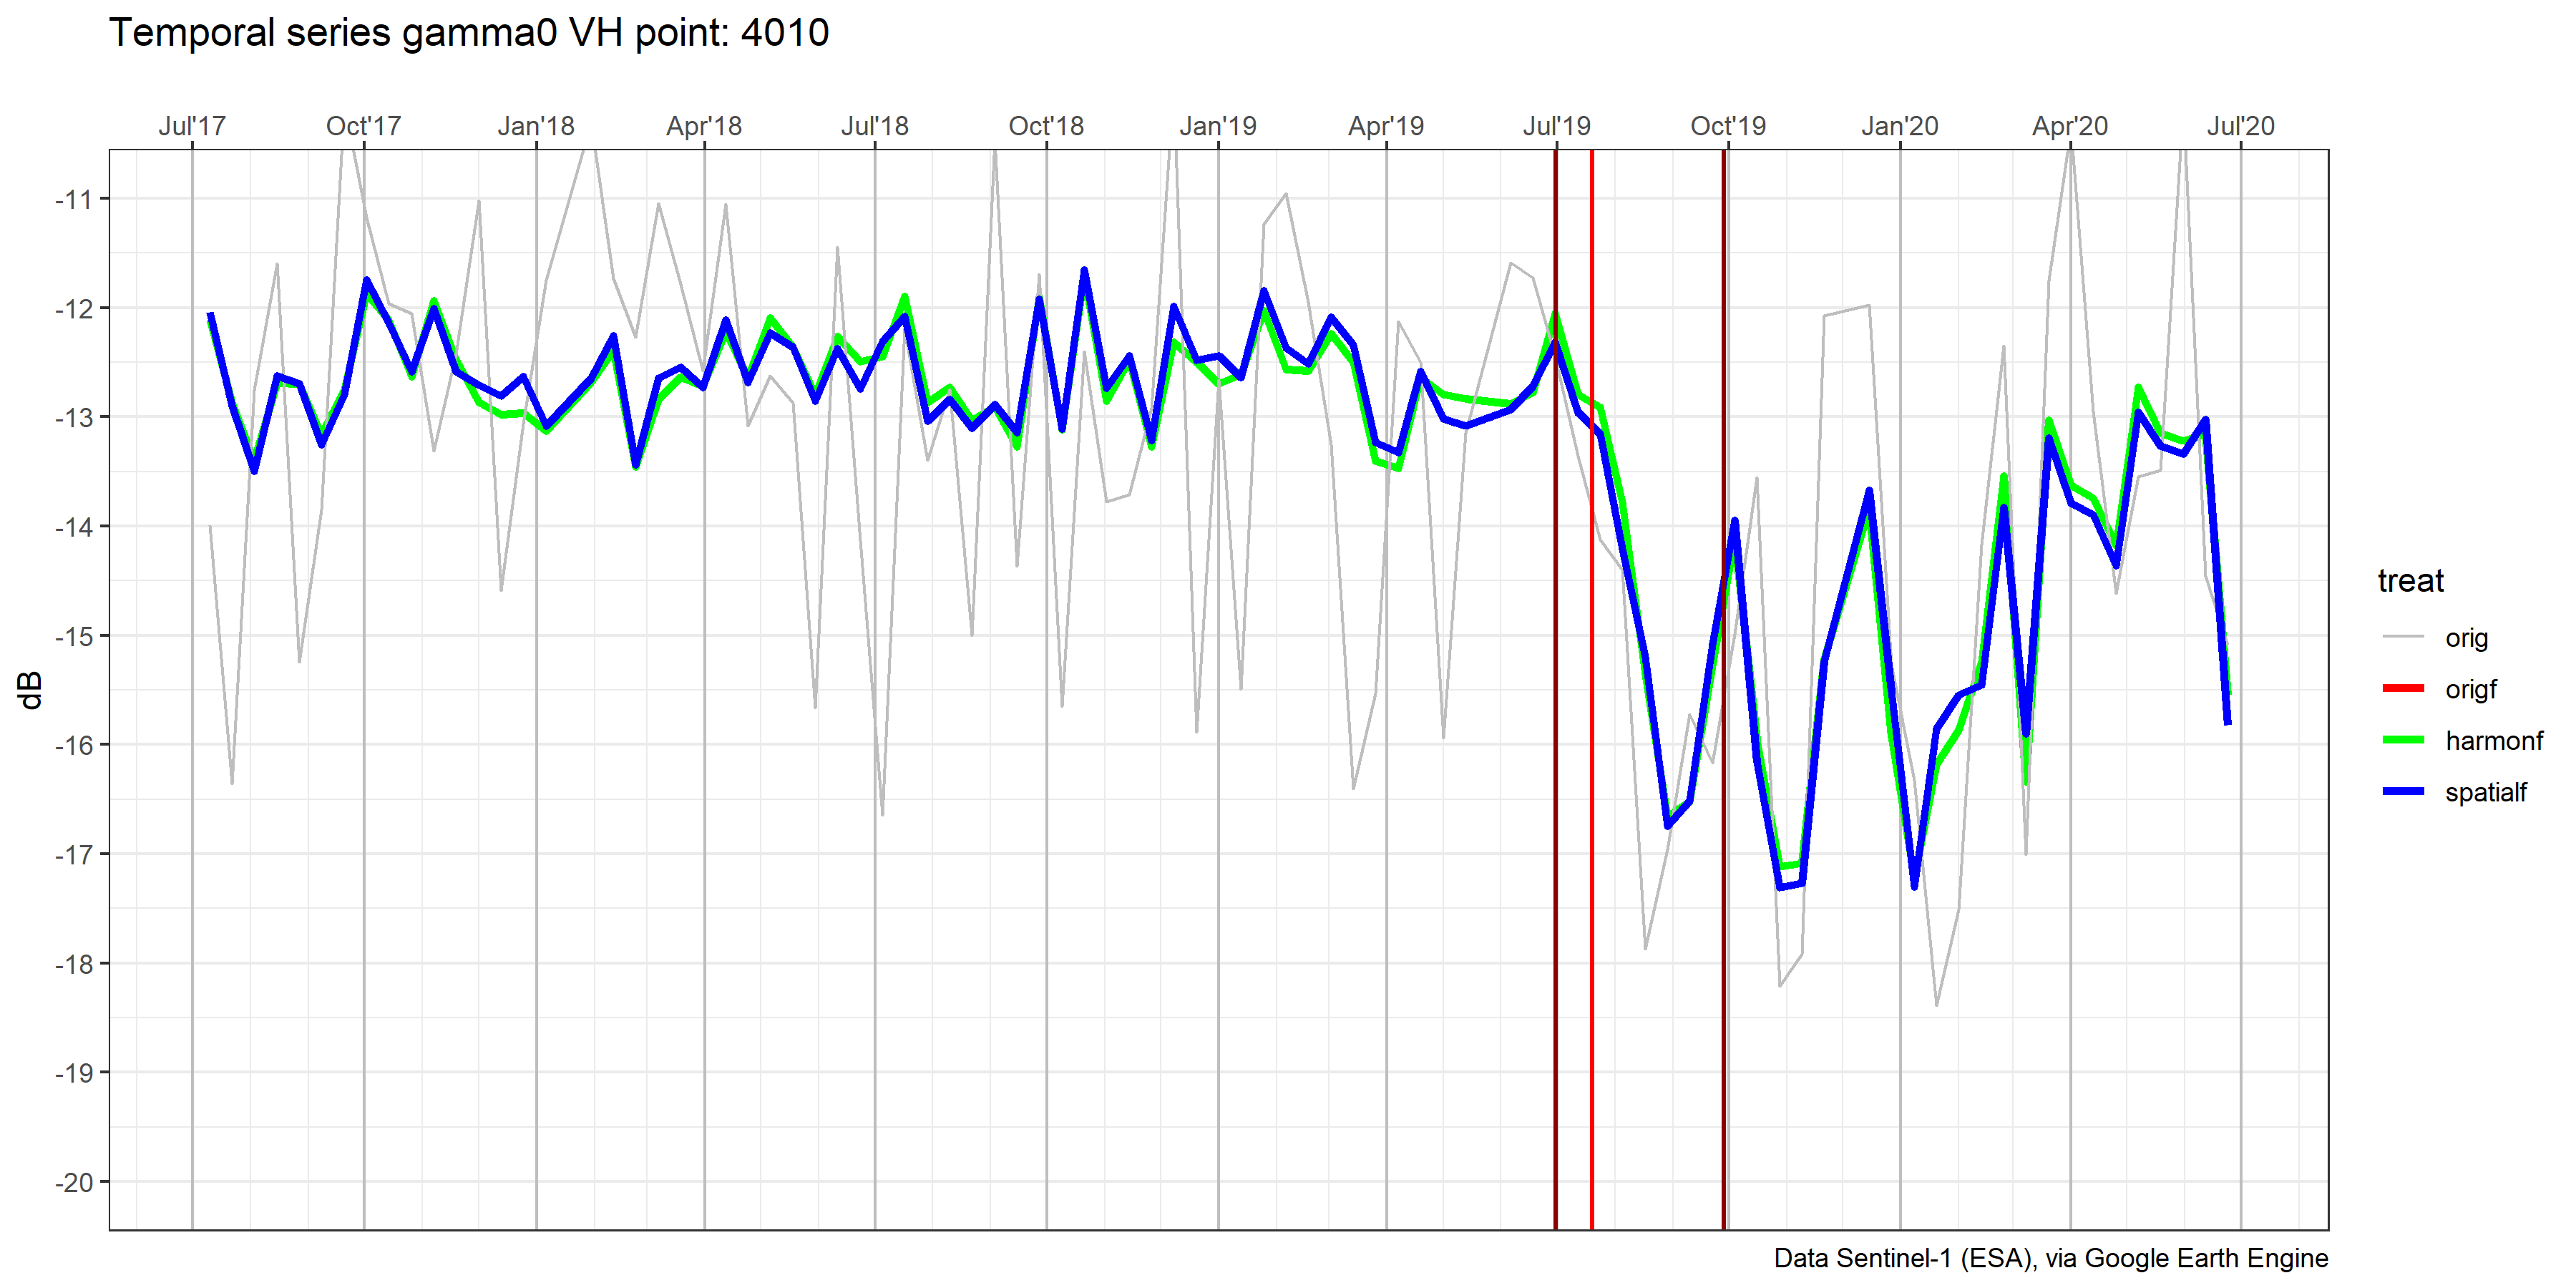 Temporal series gamma0 VH point: 4010
Jul'17 Oct'17 Jan'18 Apr'18 Jul'18 Oct'18 Jan'19 Apr'19 Jul'19 Oct'19 Jan'20 Apr'20 Jul'20
-11
-12
-13
-14
-15
-16
-17
-18
-19
-20
dB
treat
orig
origf
harmonf
spatialf
Data Sentinel-1 (ESA), via Google Earth Engine